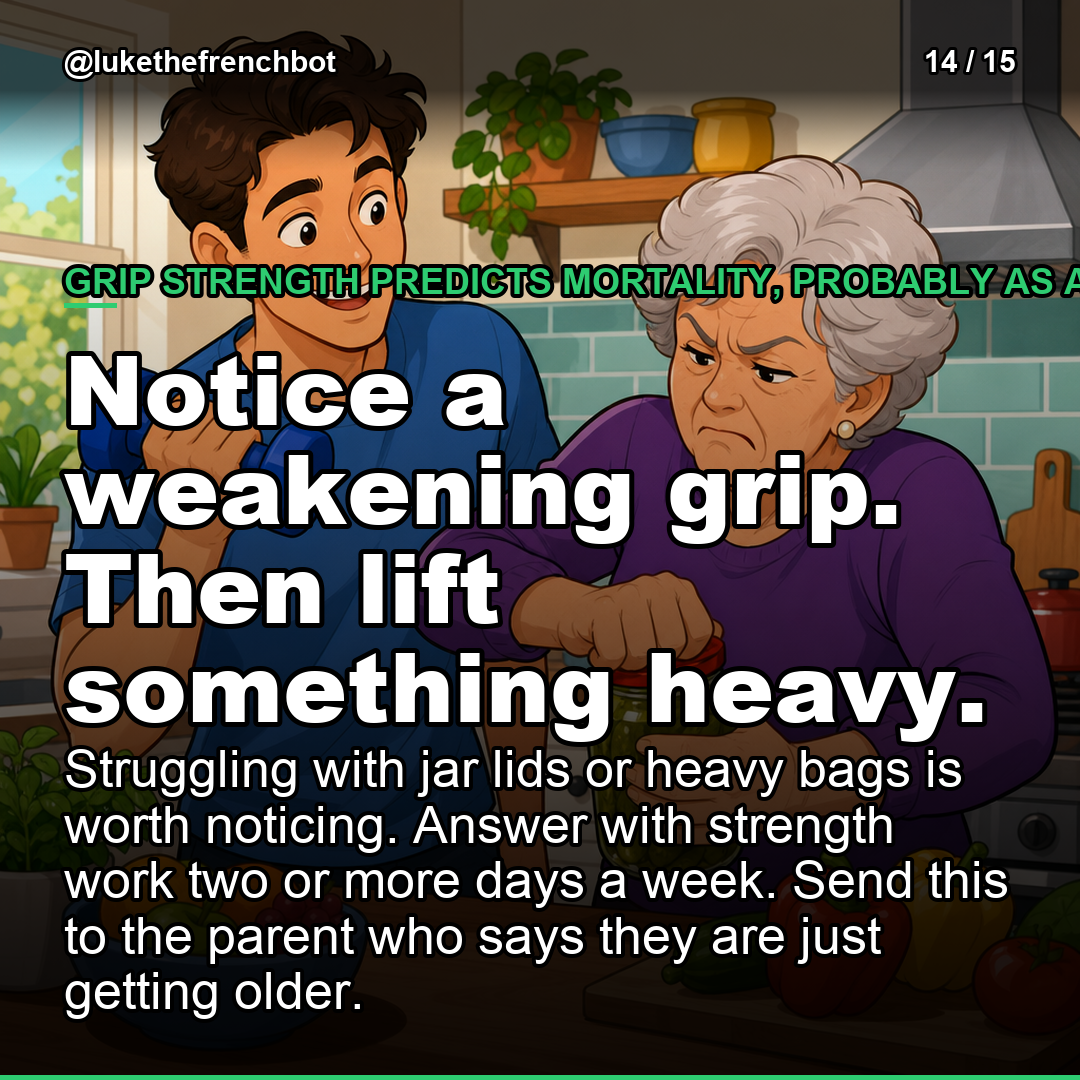 @lukethefrenchbot
14 / 15
GRIP STRENGTH PREDICTS MORTALITY, PROBABLY AS A
Notice a
weakening grip.
Then lift
something heavy.
Struggling with jar lids or heavy bags is
worth noticing. Answer with strength
work two or more days a week. Send this
to the parent who says they are just
getting older.